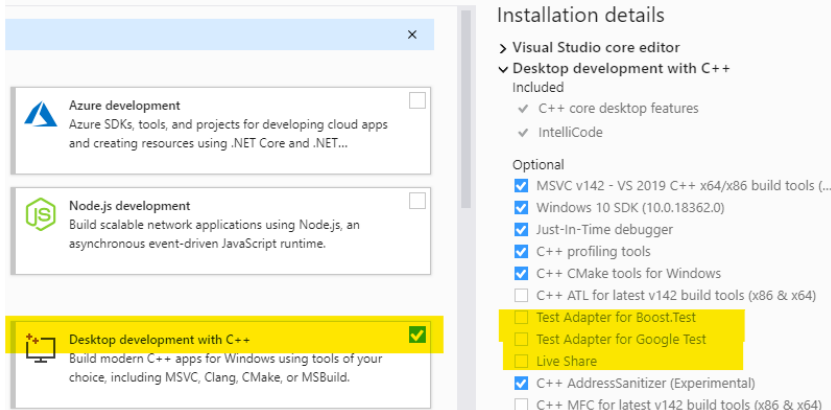 Azure development
Azure SDKs, tools, and projects for developing cloud apps
and creating resources using .NET Core and .NET...
JS
Node.js development
Build scalable network applications using Node.js, an
asynchronous event-driven JavaScript runtime.
Desktop development with C++
Build modern C++ apps for Windows using tools of your
choice, including MSVC, Clang, CMake, or MSBuild.
Installation details
Visual Studio core editor
Desktop development with C++
Included
C++ core desktop features
IntelliCode
Optional
MSVC v142 - VS 2019 C++ x64/x86 build tools (...
Windows 10 SDK (10.0.18362.0)
Just-In-Time debugger
C++ profiling tools
C++ CMake tools for Windows
C++ ATL for latest v142 build tools (x86 & x64)
Test Adapter for Boost.Test
Test Adapter for Google Test
Live Share
C++ AddressSanitizer (Experimental)
C++ MFC for latest v142 build tools (x86 & x64)